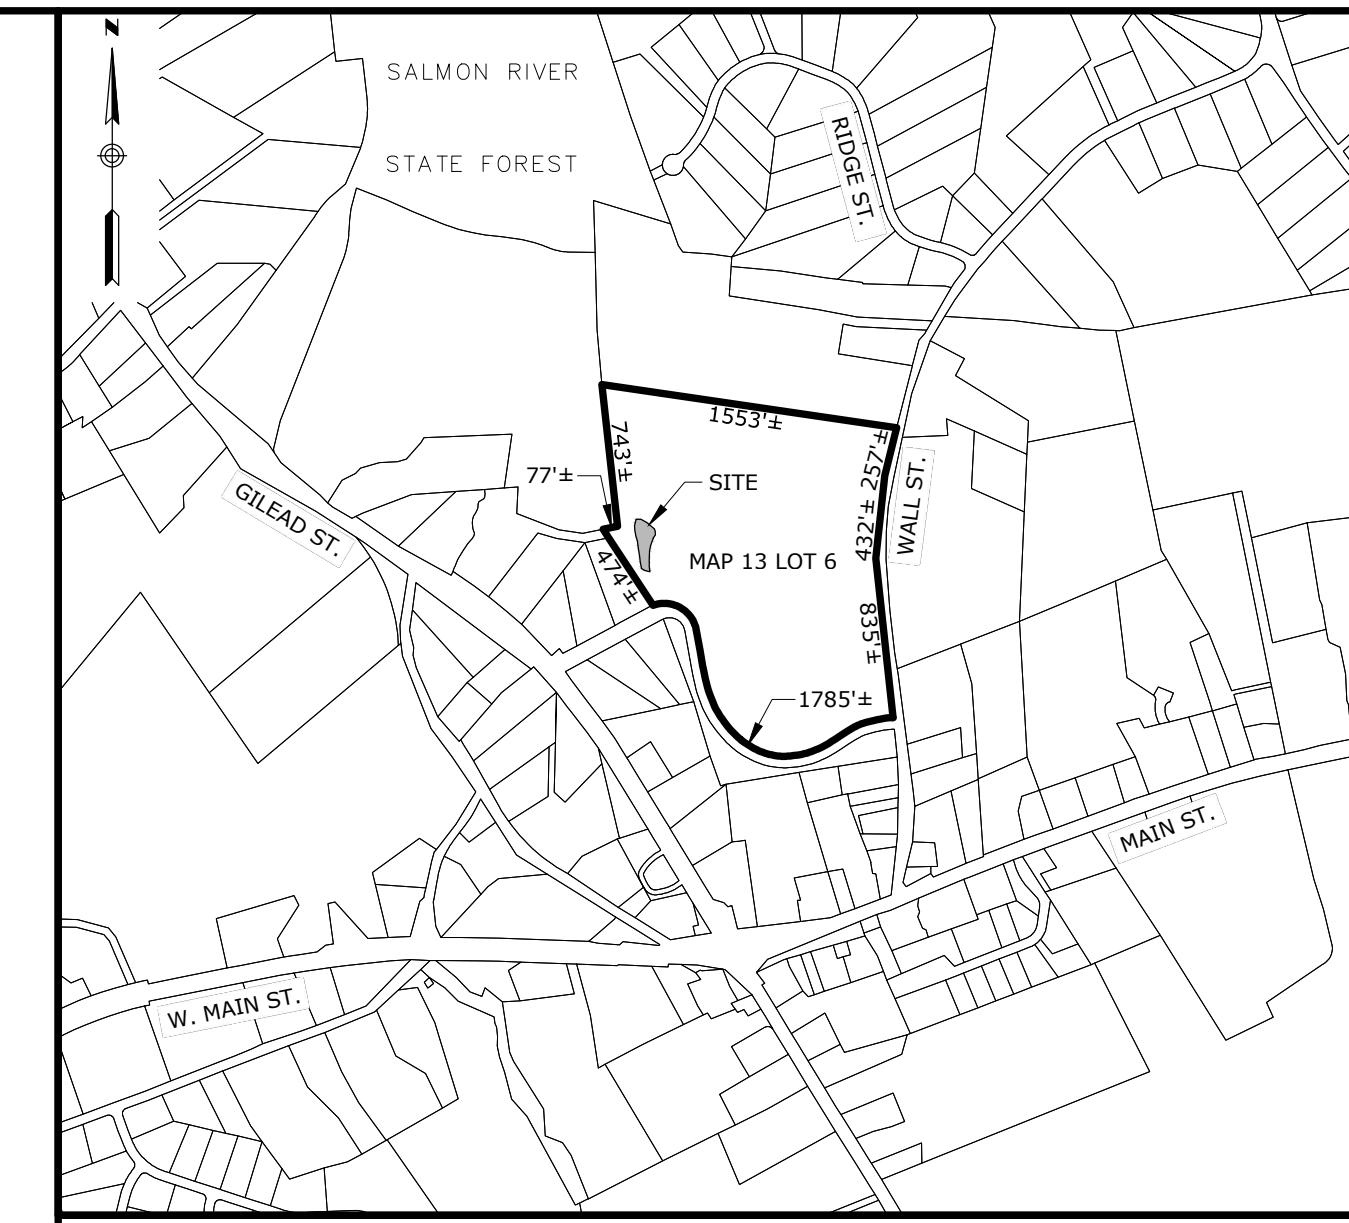 N
SALMON RIVER
STATE FOREST
RIDGE ST.
1553'±
743'±
257'±
77'±
SITE
WALL ST.
GILEAD ST.
432'±
MAP 13 LOT 6
474'±
835'±
1785'±
MAIN ST.
W. MAIN ST.